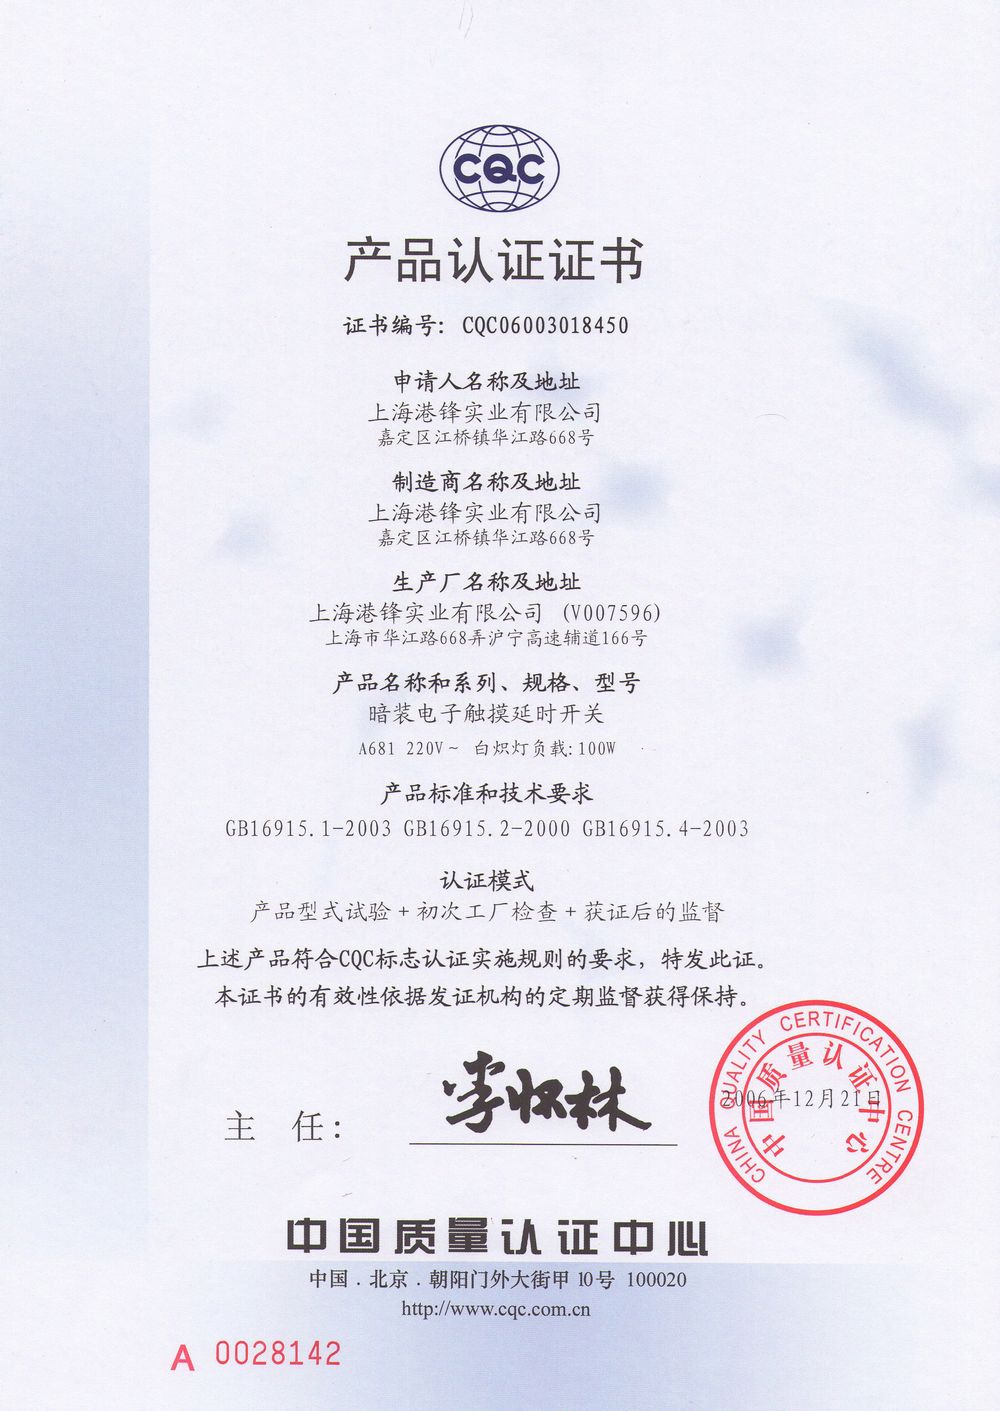 CQC
产品认证证书
证书编号: CQC06003018450
申请人名称及地址
上海港锋实业有限公司
嘉定区江桥镇华江路668号
制造商名称及地址
上海港锋实业有限公司
嘉定区江桥镇华江路668号
生产厂名称及地址
上海港锋实业有限公司 (V007596)
上海市华江路668弄沪宁高速辅道166号
产品名称和系列、规格、型号
暗装电子触摸延时开关
A681 220V~ 白炽灯负载:100W
产品标准和技术要求
GB16915.1-2003 GB16915.2-2000 GB16915.4-2003
认证模式
产品型式试验+初次工厂检查+获证后的监督
上述产品符合CQC标志认证实施规则的要求，特发此证。
本证书的有效性依据发证机构的定期监督获得保持。
CHINA QUALITY CERTIFICATION CENTRE
中国质量认证中心
2006年12月21日
主 任:
李怀林
中国质量认证中心
中国.北京.朝阳门外大街甲10号 100020
http://www.cqc.com.cn
A 0028142